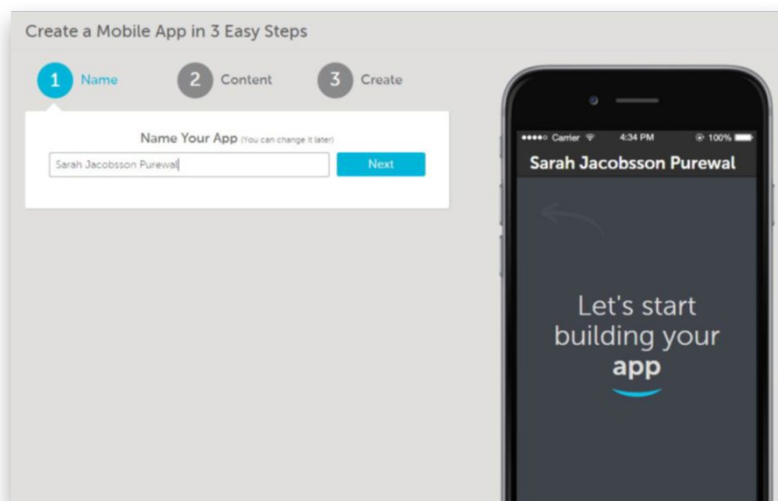 Create a Mobile App in 3 Easy Steps
1 Name 2 Content 3 Create
Name Your App (You can change it later)
Sarah Jacobsson Purewal
Next
Carrier 4:34 PM 100%
Sarah Jacobsson Purewal
Let's start
building your
app